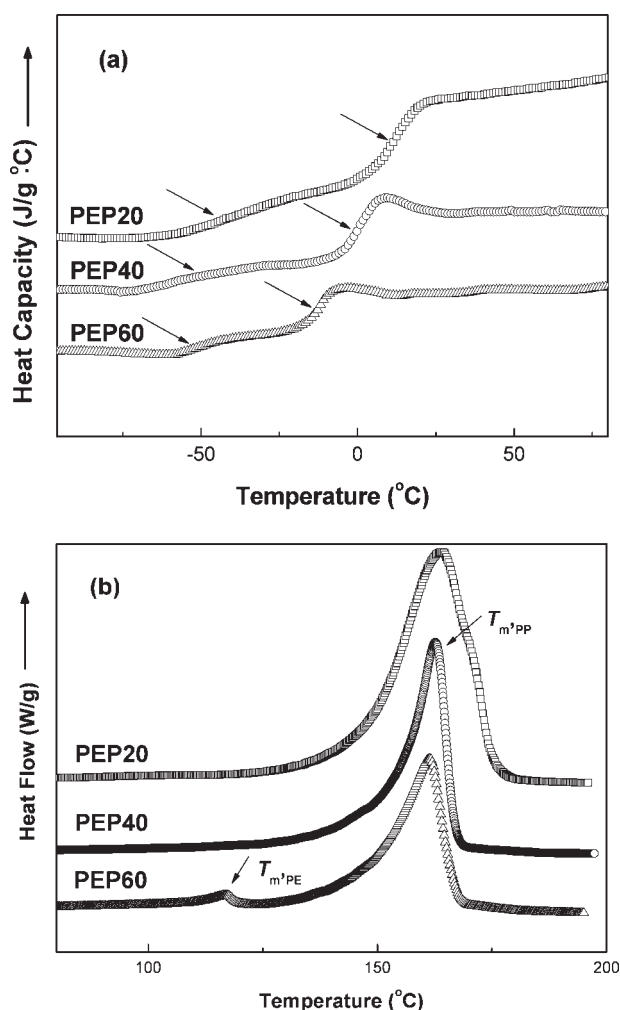 (a)
Heat Capacity (J/g ·°C)
PEP20
PEP40
PEP60
-50 0 50
Temperature (°C)
(b)
Heat Flow (W/g)
Tm,PP
PEP20
PEP40
PEP60
Tm,PE
100 150 200
Temperature (°C)